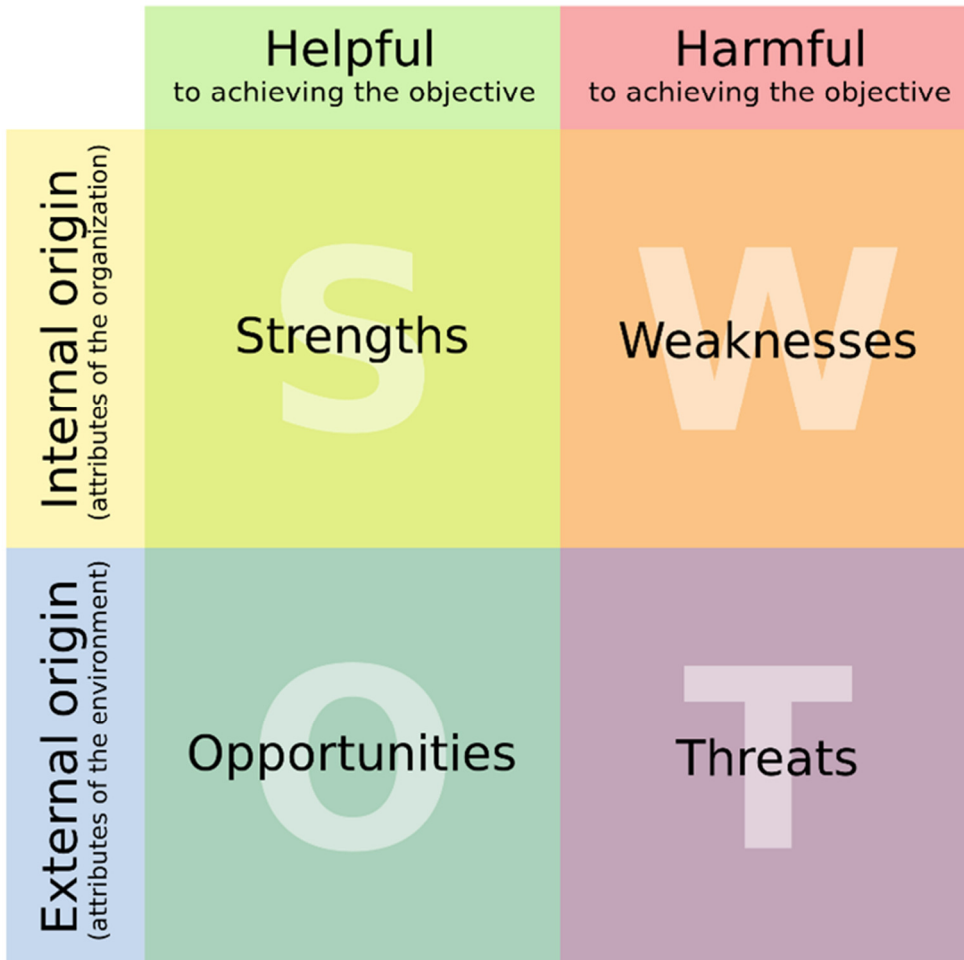 Helpful
to achieving the objective
Harmful
to achieving the objective
Internal origin
(attributes of the organization)
S
Strengths
W
Weaknesses
External origin
(attributes of the environment)
O
Opportunities
T
Threats